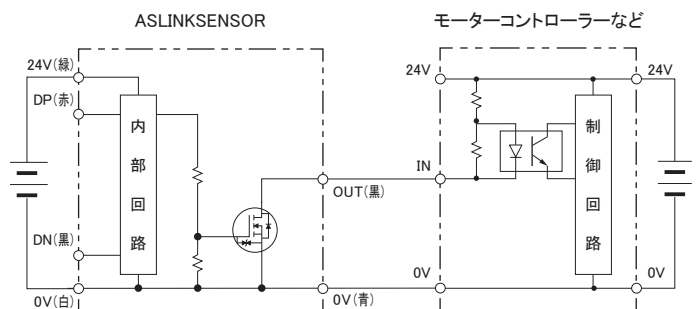 ASLINKSENSOR
モーターコントローラーなど
24V(緑)
DP(赤)
内部回路
DN(黒)
0V(白)
OUT(黒)
0V(青)
24V
IN
0V
制御回路
24V
0V